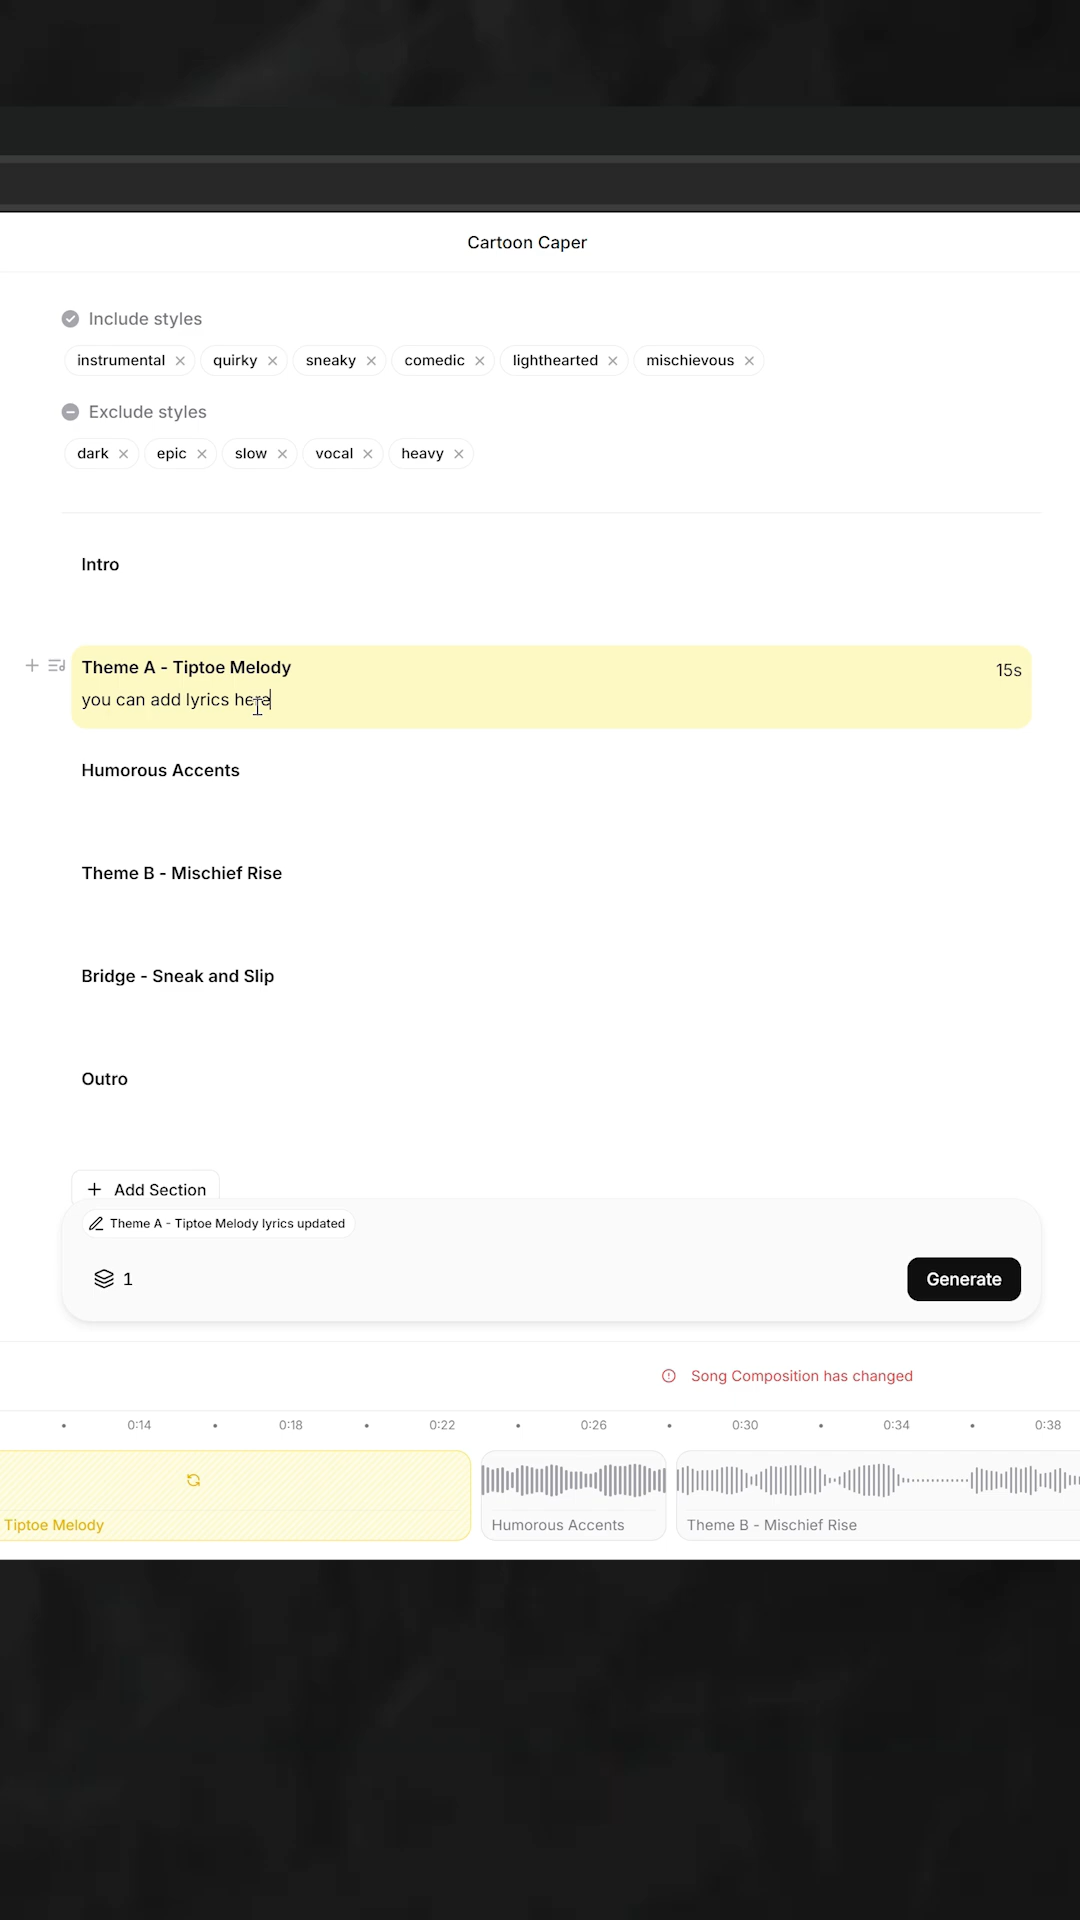 Cartoon Caper
Include styles
instrumental quirky sneaky comedic lighthearted mischievous
Exclude styles
dark epic slow vocal heavy
Intro
Theme A - Tiptoe Melody 15s
you can add lyrics here
Humorous Accents
Theme B - Mischief Rise
Bridge - Sneak and Slip
Outro
+ Add Section
Theme A - Tiptoe Melody lyrics updated
1 Generate
Song Composition has changed
0:14 0:18 0:22 0:26 0:30 0:34 0:38
Tiptoe Melody Humorous Accents Theme B - Mischief Rise